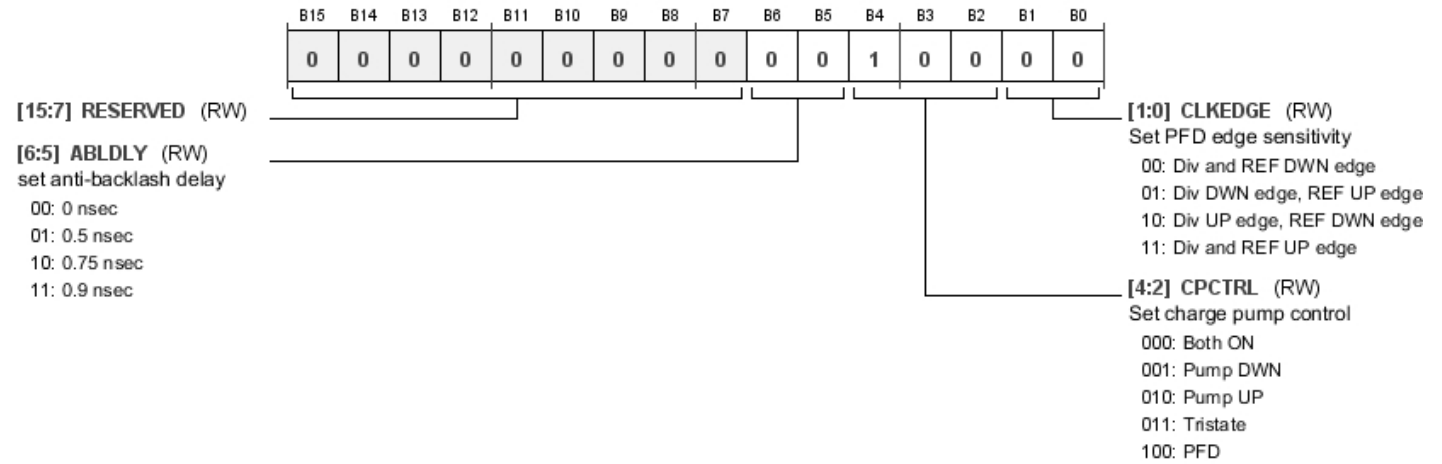 B15 B14 B13 B12 B11 B10 B9 B8 B7 B6 B5 B4 B3 B2 B1 B0
0 0 0 0 0 0 0 0 0 0 0 1 0 0 0 0
[15:7] RESERVED (RW)
[6:5] ABLDLY (RW)
set anti-backlash delay
00: 0 nsec
01: 0.5 nsec
10: 0.75 nsec
11: 0.9 nsec
[1:0] CLKEDGE (RW)
Set PFD edge sensitivity
00: Div and REF DWN edge
01: Div DWN edge, REF UP edge
10: Div UP edge, REF DWN edge
11: Div and REF UP edge
[4:2] CPCTRL (RW)
Set charge pump control
000: Both ON
001: Pump DWN
010: Pump UP
011: Tristate
100: PFD